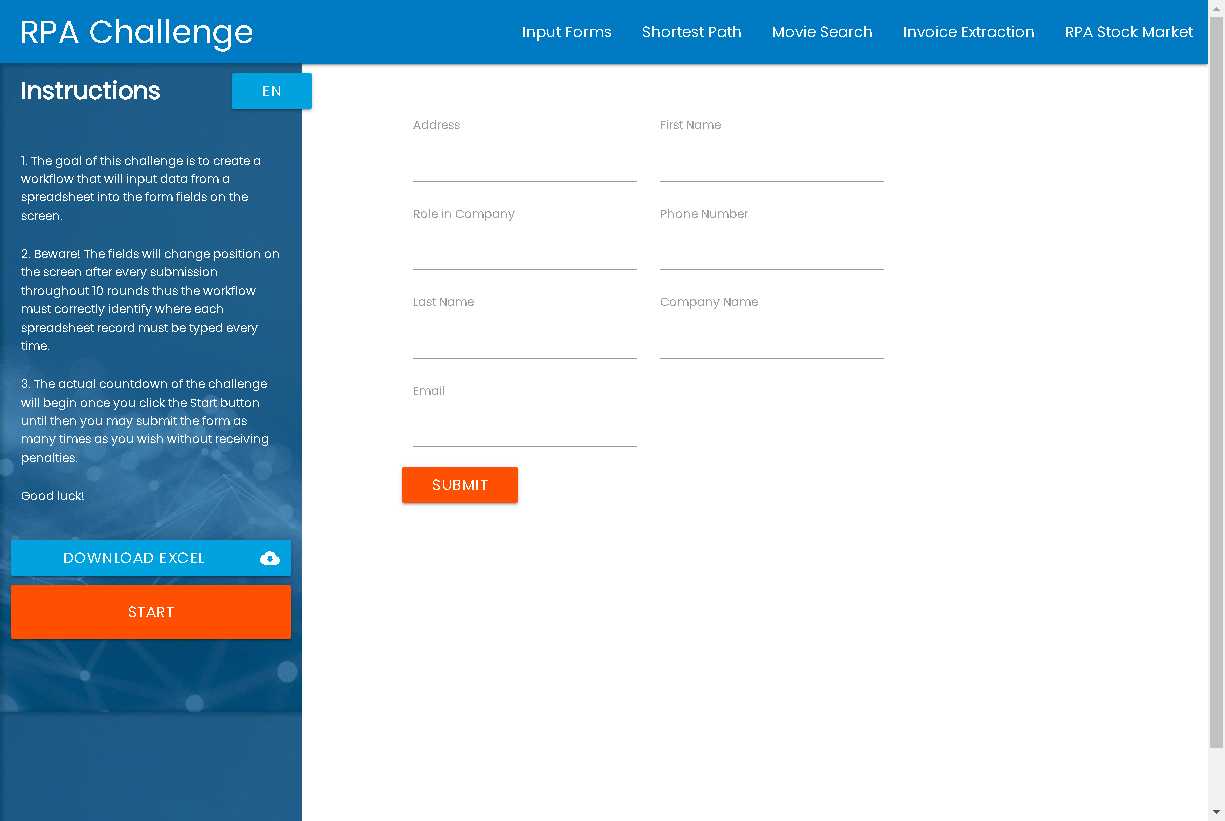 RPA Challenge
Input Forms
Shortest Path
Movie Search
Invoice Extraction
RPA Stock Market
Instructions
EN
1. The goal of this challenge is to create a
workflow that will input data from a
spreadsheet into the form fields on the
screen.
2. Beware! The fields will change position on
the screen after every submission
throughout 10 rounds thus the workflow
must correctly identify where each
spreadsheet record must be typed every
time.
3. The actual countdown of the challenge
will begin once you click the Start button
until then you may submit the form as
many times as you wish without receiving
penalties.
Good luck!
DOWNLOAD EXCEL
START
Address
First Name
Role in Company
Phone Number
Last Name
Company Name
Email
SUBMIT